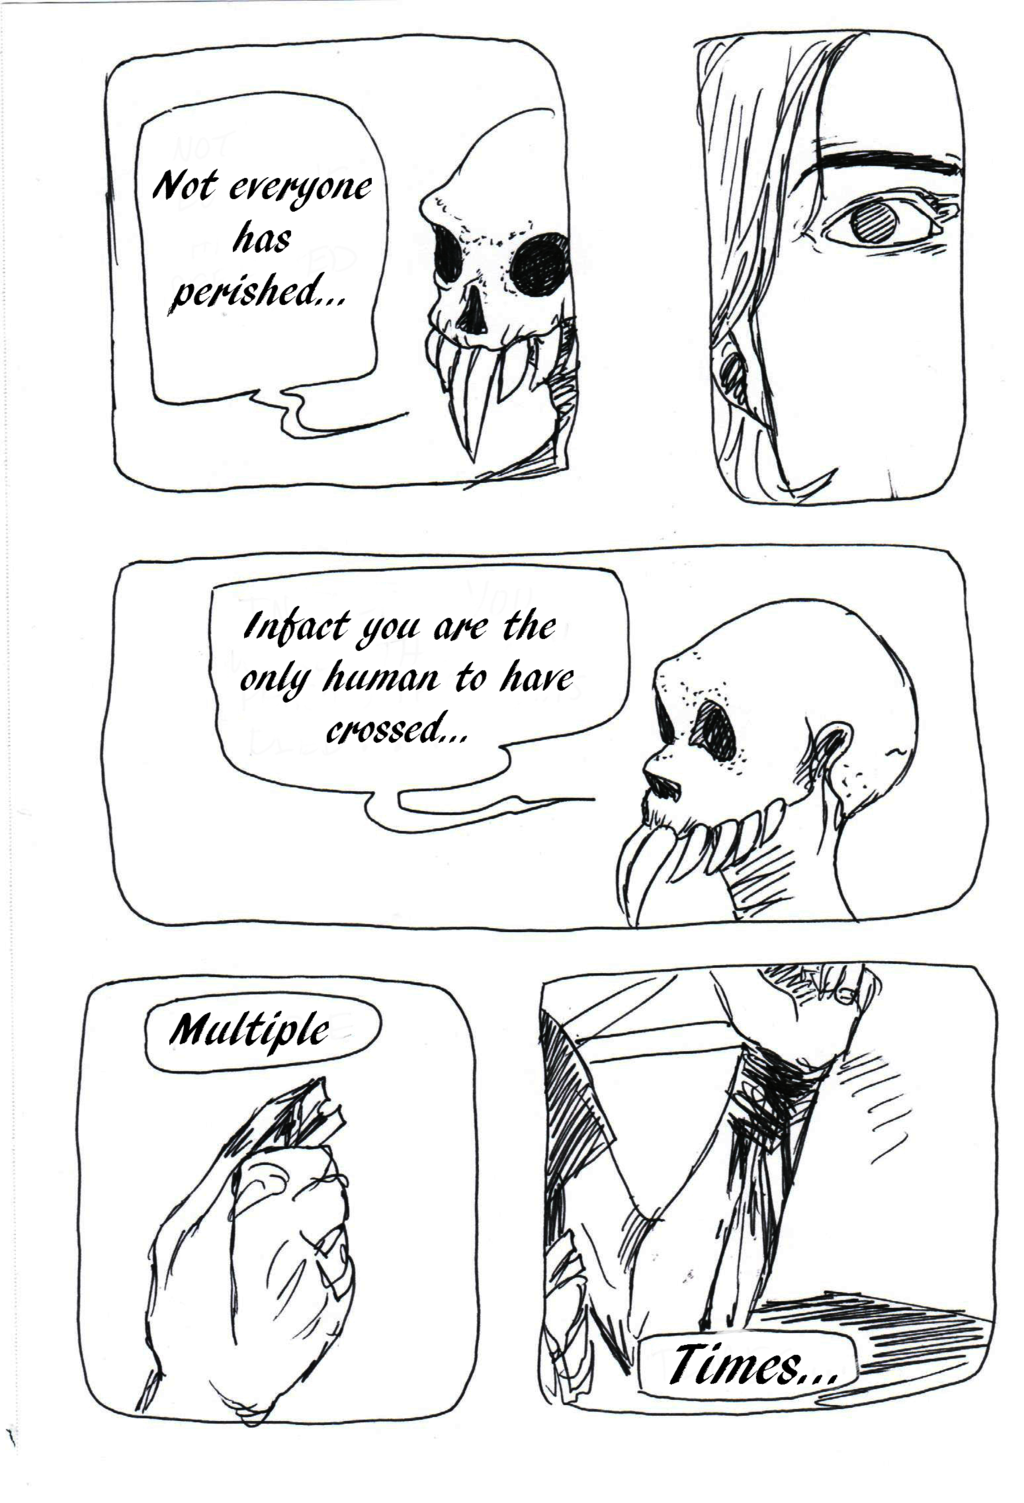 Not everyone
has
perished...
Infact you are the
only human to have
crossed...
Multiple
Times...